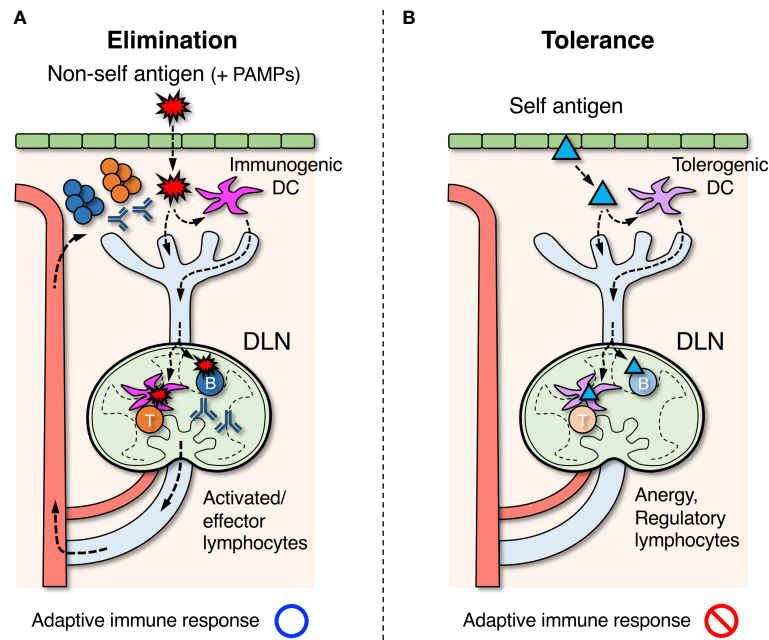 A
Elimination
Non-self antigen (+ PAMPs)
Immunogenic
DC
DLN
B
T
Activated/
effector
lymphocytes
Adaptive immune response
B
Tolerance
Self antigen
Tolerogenic
DC
DLN
B
T
Anergy,
Regulatory
lymphocytes
Adaptive immune response